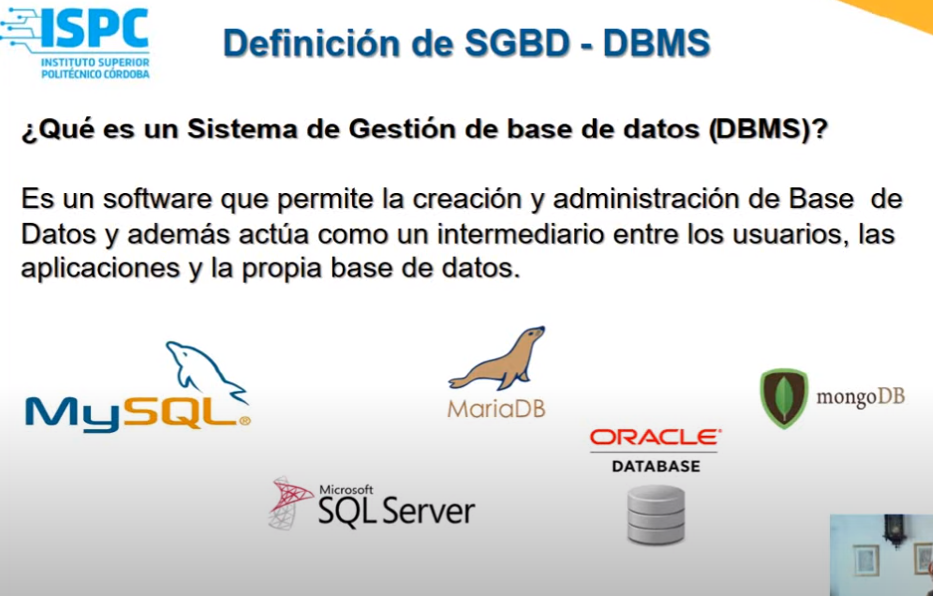 ISPC
INSTITUTO SUPERIOR
POLITÉCNICO CÓRDOBA
Definición de SGBD - DBMS
¿Qué es un Sistema de Gestión de base de datos (DBMS)?
Es un software que permite la creación y administración de Base de
Datos y además actúa como un intermediario entre los usuarios, las
aplicaciones y la propia base de datos.
MySQL®
MariaDB
mongoDB
ORACLE®
DATABASE
Microsoft
SQL Server